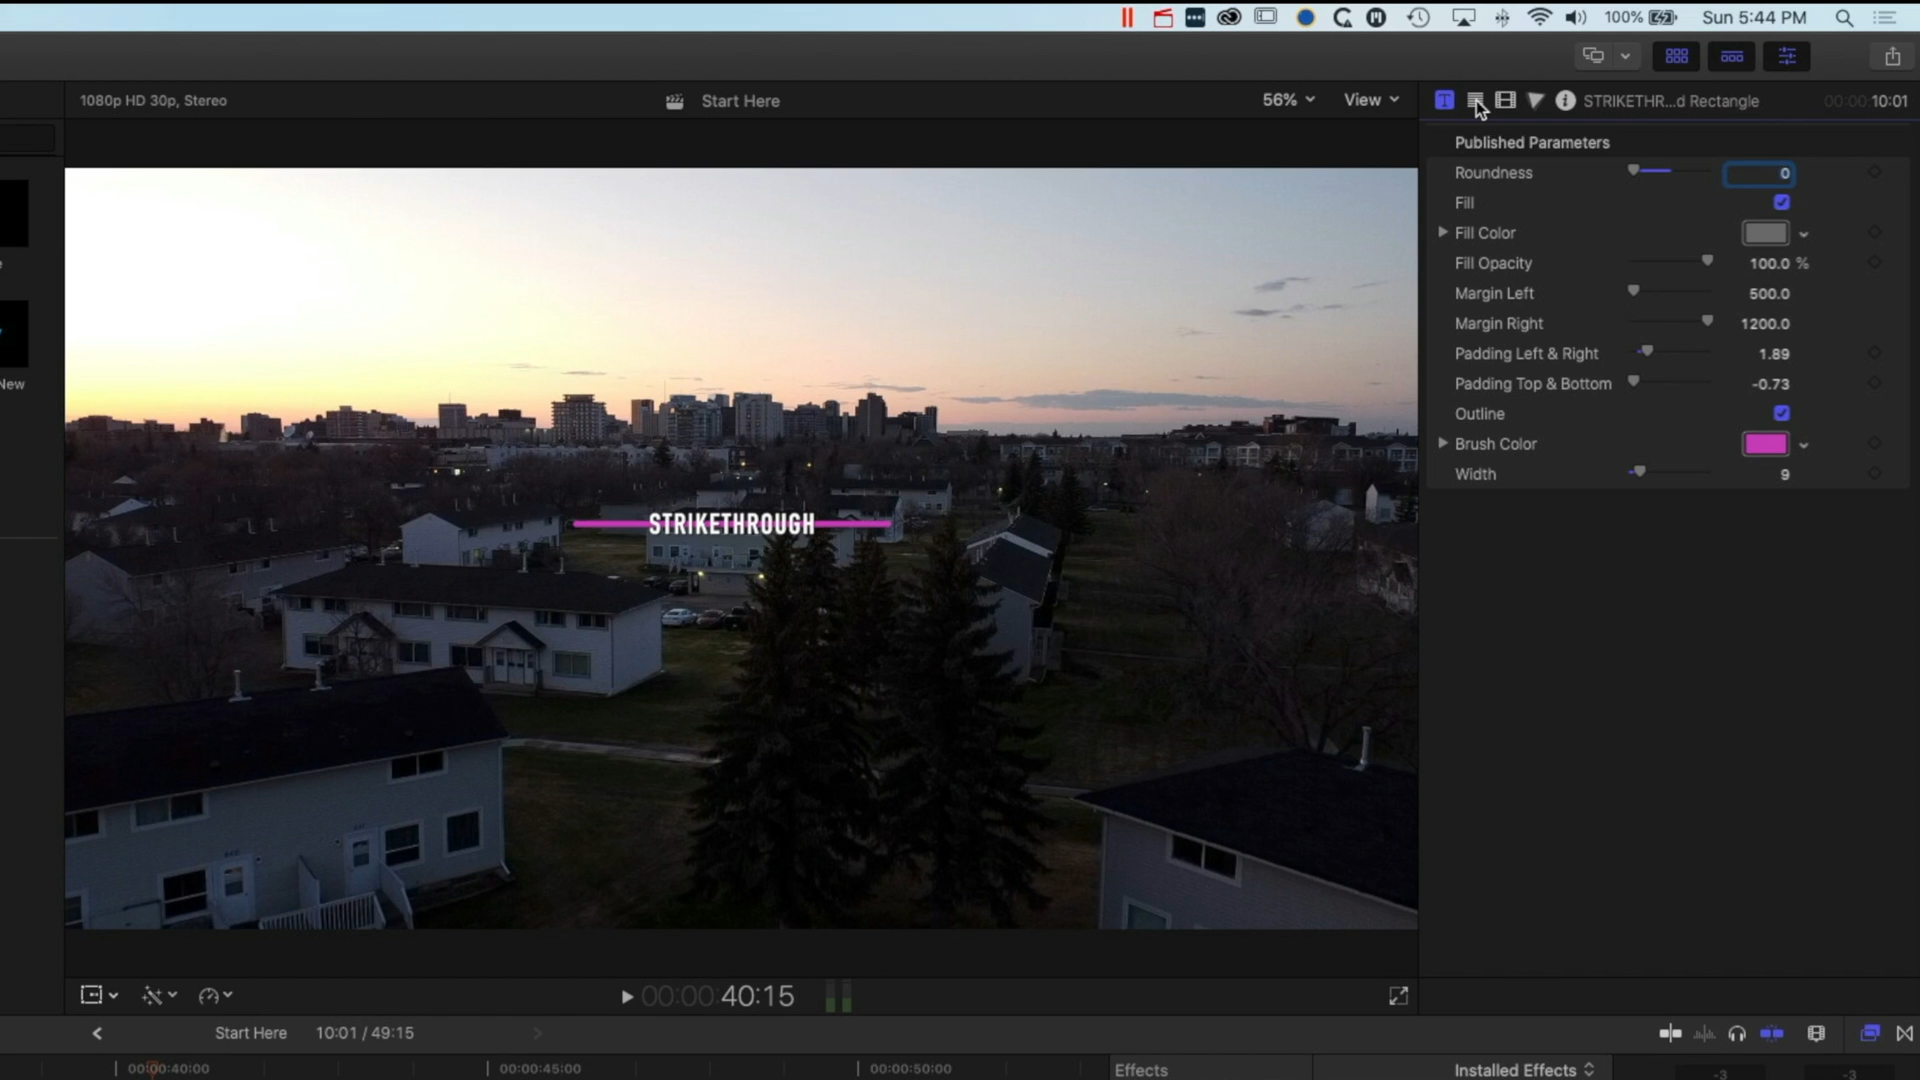 100%
Sun 5:44 PM
1080p HD 30p, Stereo
Start Here
56%
View
STRIKETHR...d Rectangle
00:00:10:01
Published Parameters
Roundness
0
Fill
Fill Color
Fill Opacity
100.0 %
Margin Left
500.0
Margin Right
1200.0
Padding Left & Right
1.89
Padding Top & Bottom
-0.73
Outline
Brush Color
Width
9
New
STRIKETHROUGH
00:00:40:15
Start Here
10:01 / 49:15
00:00:40:00
00:00:45:00
00:00:50:00
Effects
Installed Effects
-3
-3